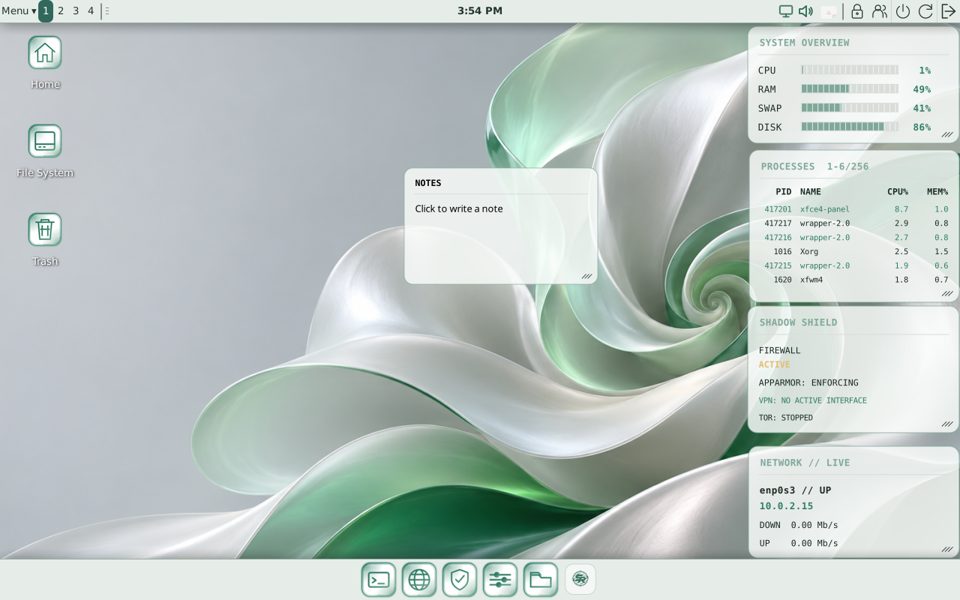 Menu ▾ 1 2 3 4 3:54 PM
Home
File System
Trash
NOTES
Click to write a note
SYSTEM OVERVIEW
CPU 1%
RAM 49%
SWAP 41%
DISK 86%
PROCESSES 1-6/256
PID NAME CPU% MEM%
417201 xfce4-panel 8.7 1.0
417217 wrapper-2.0 2.9 0.8
417216 wrapper-2.0 2.7 0.8
1016 Xorg 2.5 1.5
417215 wrapper-2.0 1.9 0.6
1620 xfwm4 1.8 0.7
SHADOW SHIELD
FIREWALL
ACTIVE
APPARMOR: ENFORCING
VPN: NO ACTIVE INTERFACE
TOR: STOPPED
NETWORK // LIVE
enp0s3 // UP
10.0.2.15
DOWN 0.00 Mb/s
UP 0.00 Mb/s